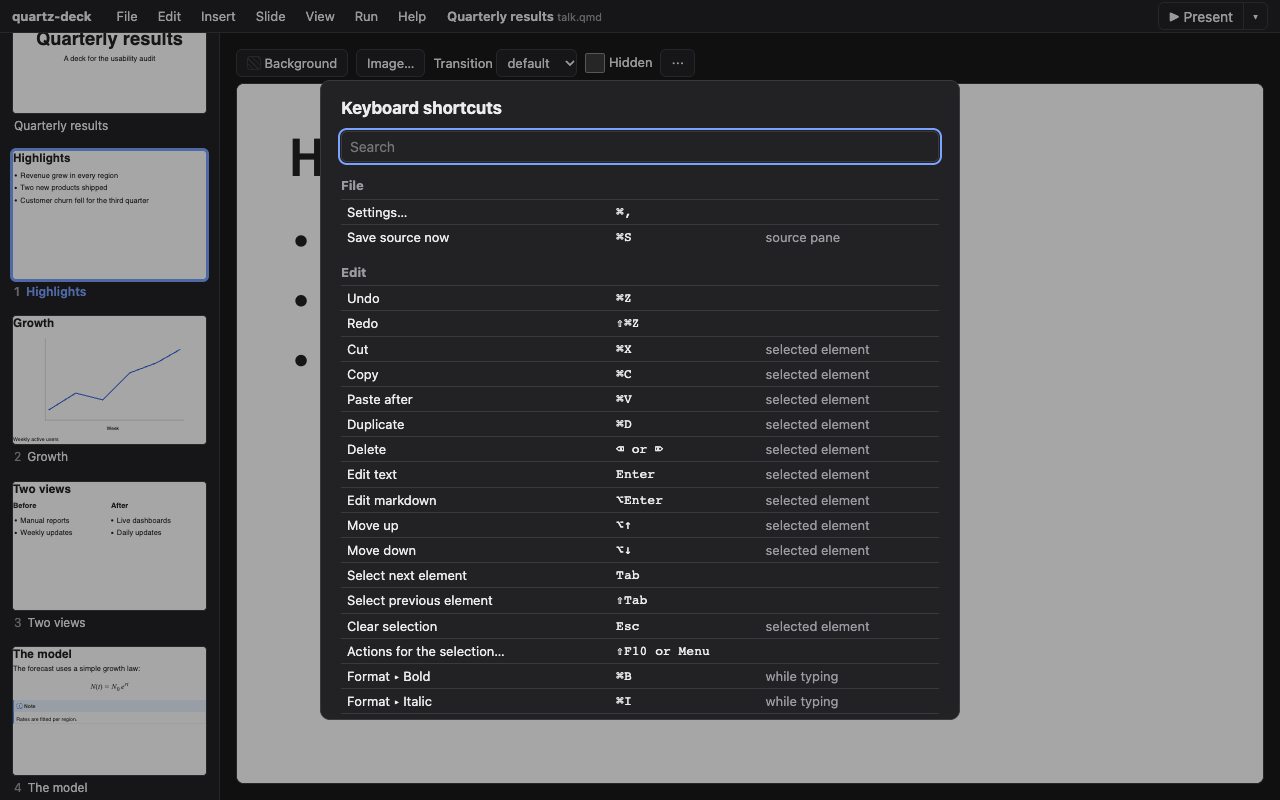 quartz-deck File Edit Insert Slide View Run Help Quarterly results talk.qmd ▶ Present ▾
Quarterly results
A deck for the usability audit
Quarterly results
Highlights
• Revenue grew in every region
• Two new products shipped
• Customer churn fell for the third quarter
1 Highlights
Growth
Week
Weekly active users
2 Growth
Two views
Before After
• Manual reports • Live dashboards
• Weekly updates • Daily updates
3 Two views
The model
The forecast uses a simple growth law:
N(t) = N₀ eʳᵗ
Note
Rates are fitted per region.
4 The model
Background Image... Transition default Hidden ···
H
Keyboard shortcuts
Search
File
Settings... ⌘,
Save source now ⌘S source pane
Edit
Undo ⌘Z
Redo ⇧⌘Z
Cut ⌘X selected element
Copy ⌘C selected element
Paste after ⌘V selected element
Duplicate ⌘D selected element
Delete ⌫ or ⌦ selected element
Edit text Enter selected element
Edit markdown ⌥Enter selected element
Move up ⌥↑ selected element
Move down ⌥↓ selected element
Select next element Tab
Select previous element ⇧Tab
Clear selection Esc selected element
Actions for the selection... ⇧F10 or Menu
Format ▸ Bold ⌘B while typing
Format ▸ Italic ⌘I while typing